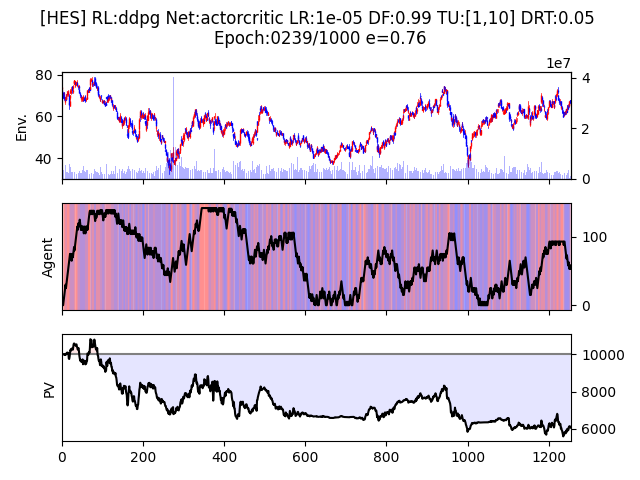 [HES] RL:ddpg Net:actorcritic LR:1e-05 DF:0.99 TU:[1,10] DRT:0.05
Epoch:0239/1000 e=0.76
1e7
80
60
40
Env.
4
2
0
Agent
100
0
PV
10000
8000
6000
0 200 400 600 800 1000 1200